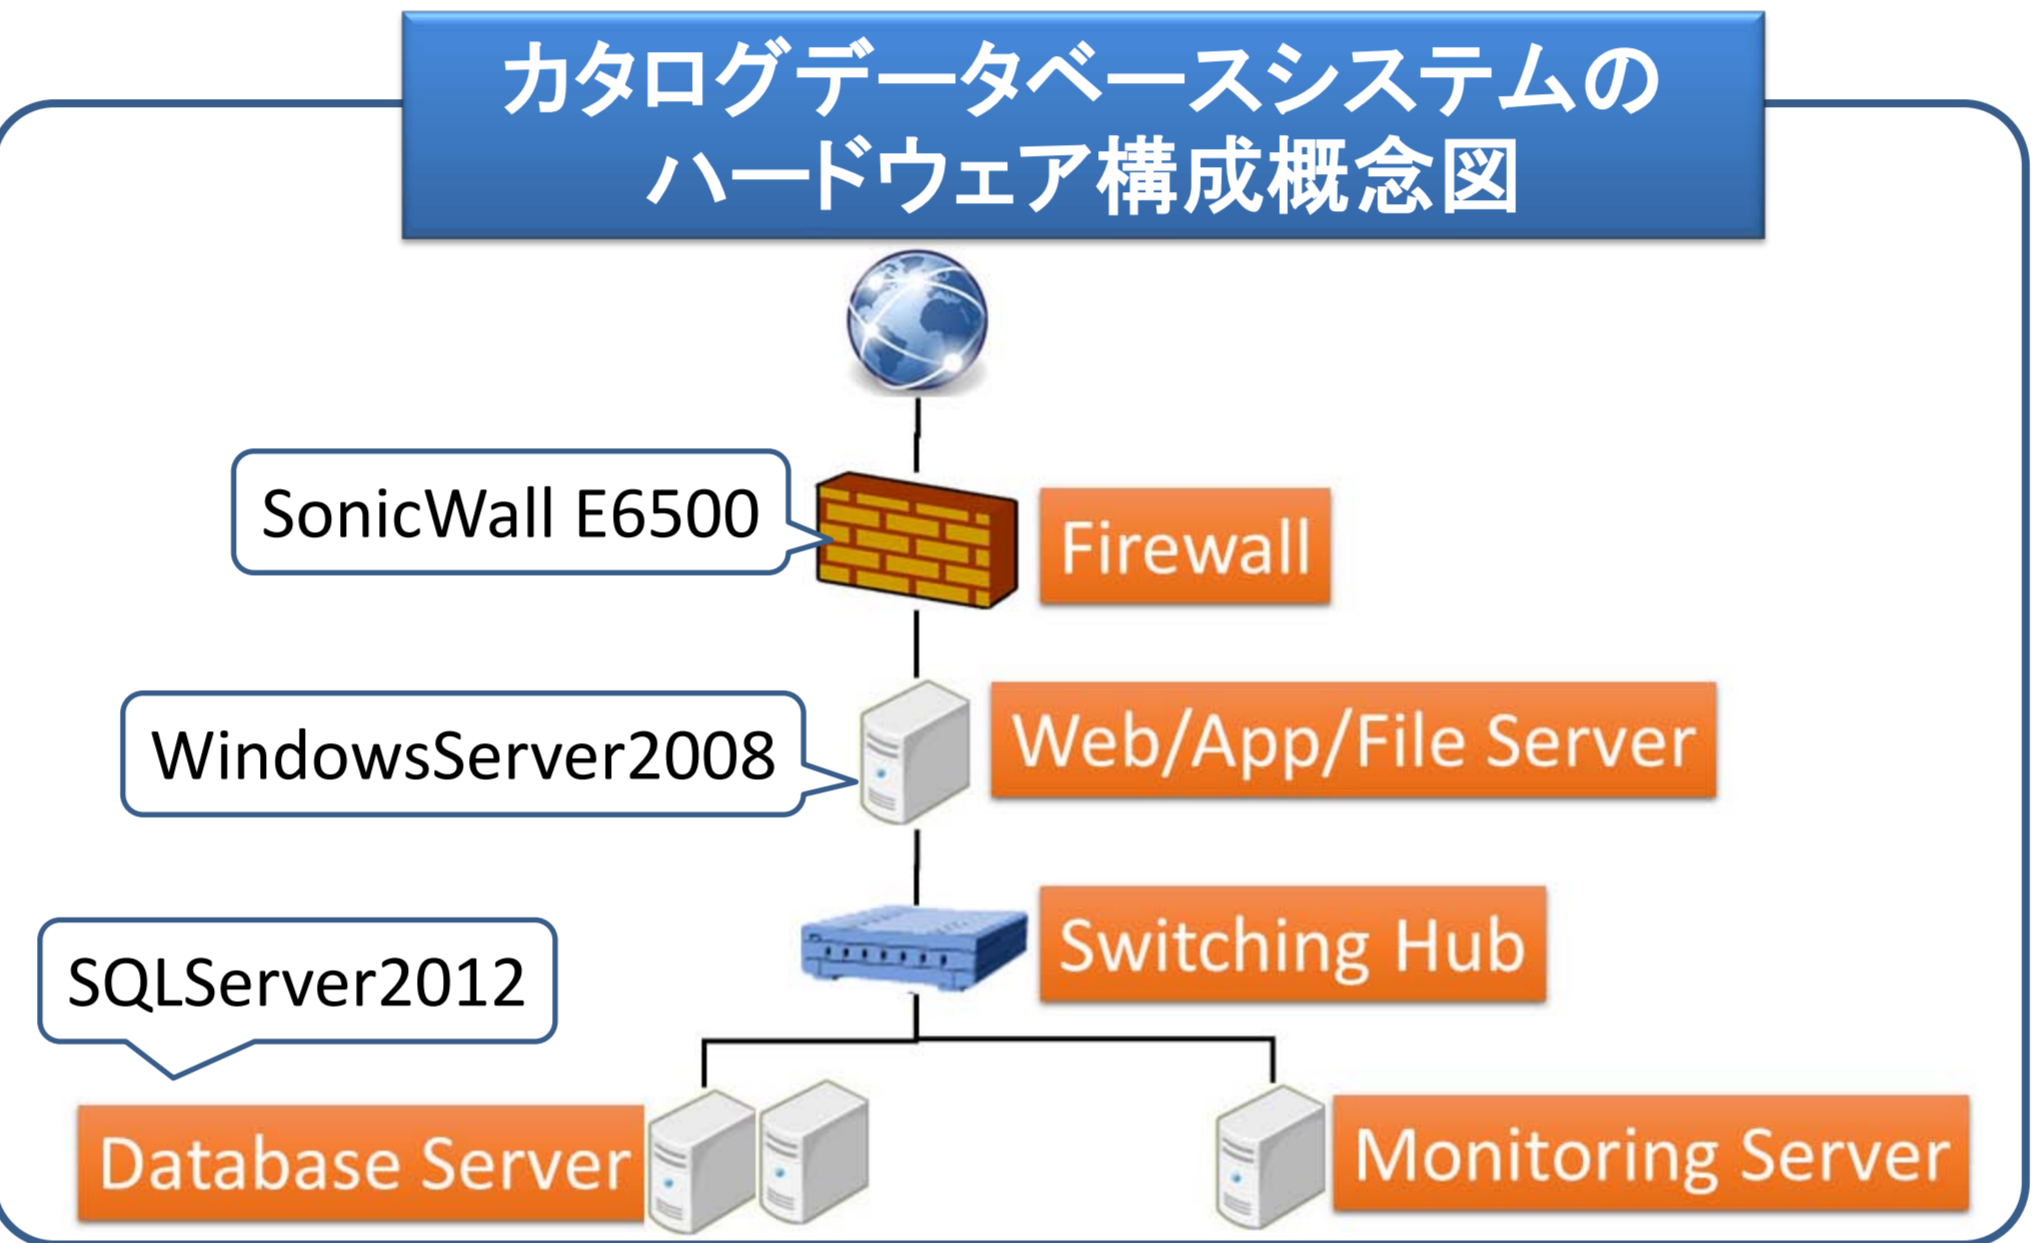 カタログデータベースシステムの
ハードウェア構成概念図
SonicWall E6500
Firewall
WindowsServer2008
Web/App/File Server
Switching Hub
SQLServer2012
Database Server
Monitoring Server